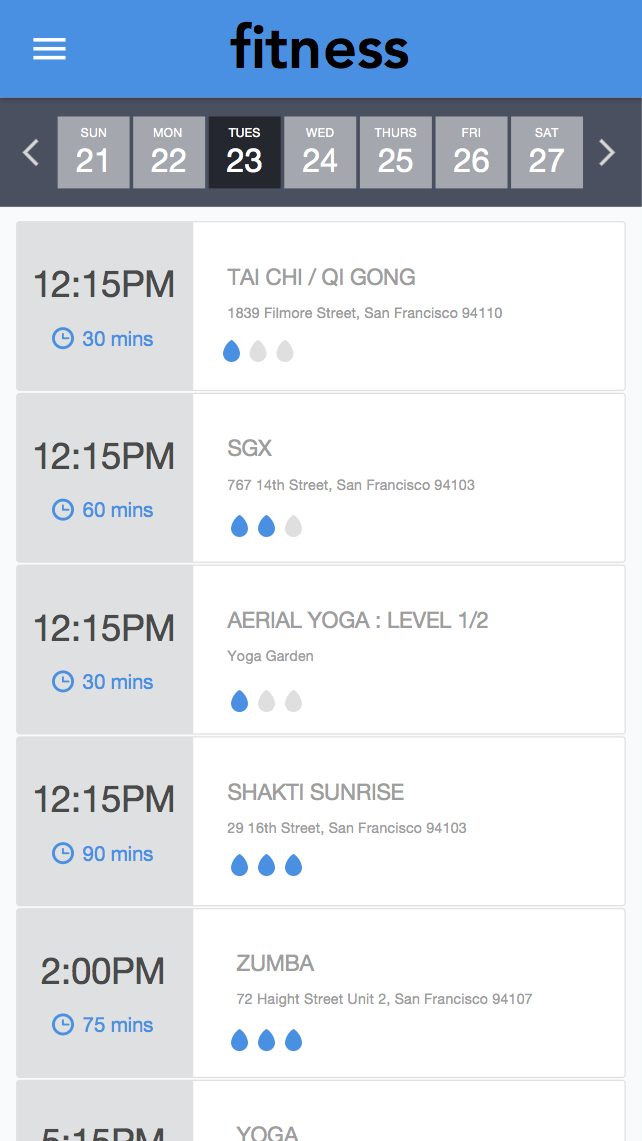 fitness
SUN MON TUES WED THURS FRI SAT
21 22 23 24 25 26 27
12:15PM
30 mins
TAI CHI / QI GONG
1839 Filmore Street, San Francisco 94110
12:15PM
60 mins
SGX
767 14th Street, San Francisco 94103
12:15PM
30 mins
AERIAL YOGA : LEVEL 1/2
Yoga Garden
12:15PM
90 mins
SHAKTI SUNRISE
29 16th Street, San Francisco 94103
2:00PM
75 mins
ZUMBA
72 Haight Street Unit 2, San Francisco 94107
5:15PM
YOGA